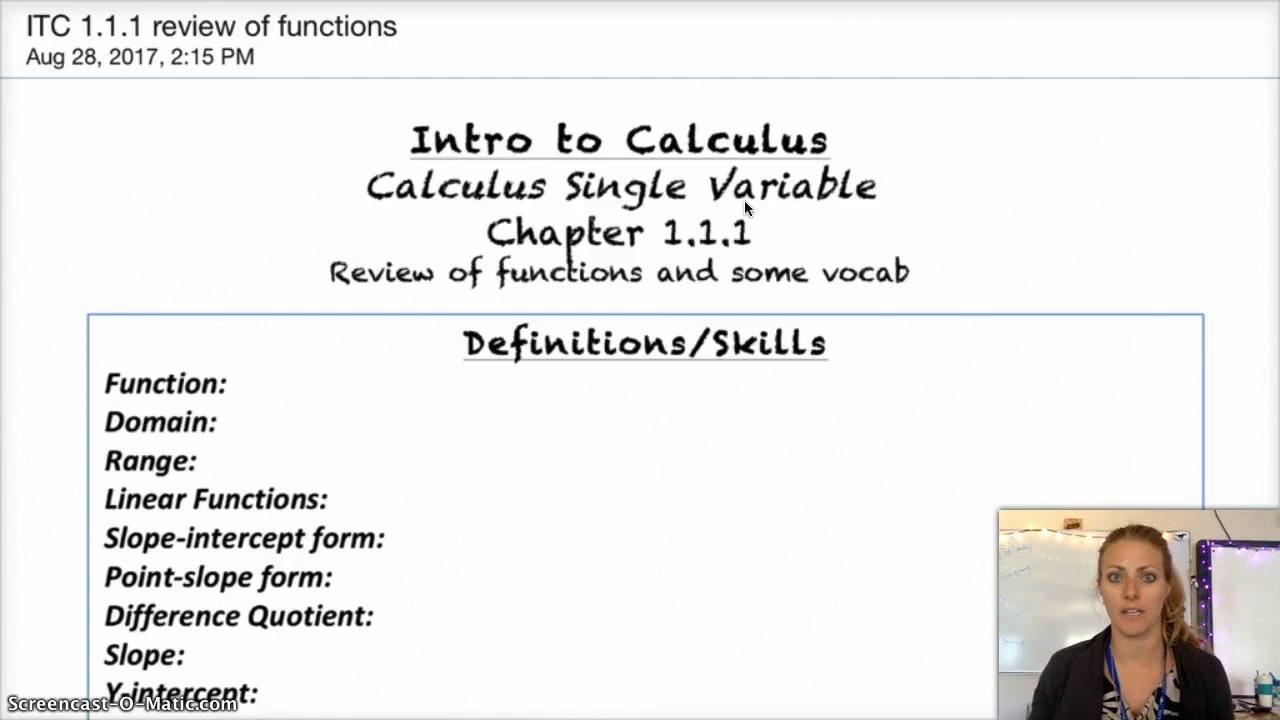 ITC 1.1.1 review of functions
Aug 28, 2017, 2:15 PM
Intro to Calculus
Calculus Single Variable
Chapter 1.1.1
Review of functions and some vocab
Definitions/Skills
Function:
Domain:
Range:
Linear Functions:
Slope-intercept form:
Point-slope form:
Difference Quotient:
Slope:
Y-intercept:
Screencast-O-Matic.com